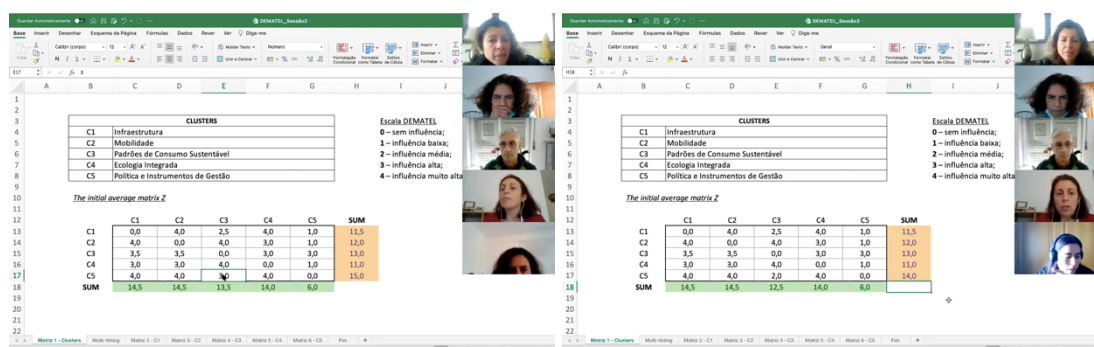 Guardar Automaticamente
DEMATEL_Sessão2
Base Inserir Desenhar Esquema da Página Fórmulas Dados Rever Ver Diga-me
Calibri (corpo) 12 Moldar Texto Número
N I S Unir e Centrar Formatação Condicional Formatar como Tabela Estilos de Célula
Inserir
Eliminar
Formatar
E17 fx 3
A B C D E F G H I J
CLUSTERS
C1 Infraestrutura
C2 Mobilidade
C3 Padrões de Consumo Sustentável
C4 Ecologia Integrada
C5 Política e Instrumentos de Gestão
Escala DEMATEL
0 – sem influência;
1 – influência baixa;
2 – influência média;
3 – influência alta;
4 – influência muito alta
The initial average matrix Z
C1 C2 C3 C4 C5 SUM
C1 0,0 4,0 2,5 4,0 1,0 11,5
C2 4,0 0,0 4,0 3,0 1,0 12,0
C3 3,5 3,5 0,0 3,0 3,0 13,0
C4 3,0 3,0 4,0 0,0 1,0 11,0
C5 4,0 4,0 3,0 4,0 0,0 15,0
SUM 14,5 14,5 13,5 14,0 6,0
Matriz 1 - Clusters Multi-Voting Matriz 2 - C1 Matriz 3 - C2 Matriz 4 - C3 Matriz 5 - C4 Matriz 6 - C5 Fim +
Guardar Automaticamente
DEMATEL_Sessão2
Base Inserir Desenhar Esquema da Página Fórmulas Dados Rever Ver Diga-me
Calibri (corpo) 12 Moldar Texto Geral
N I S Unir e Centrar Formatação Condicional Formatar como Tabela Estilos de Célula
Inserir
Eliminar
Formatar
H18 fx
A B C D E F G H I J
CLUSTERS
C1 Infraestrutura
C2 Mobilidade
C3 Padrões de Consumo Sustentável
C4 Ecologia Integrada
C5 Política e Instrumentos de Gestão
Escala DEMATEL
0 – sem influência;
1 – influência baixa;
2 – influência média;
3 – influência alta;
4 – influência muito alta
The initial average matrix Z
C1 C2 C3 C4 C5 SUM
C1 0,0 4,0 2,5 4,0 1,0 11,5
C2 4,0 0,0 4,0 3,0 1,0 12,0
C3 3,5 3,5 0,0 3,0 3,0 13,0
C4 3,0 3,0 4,0 0,0 1,0 11,0
C5 4,0 4,0 2,0 4,0 0,0 14,0
SUM 14,5 14,5 12,5 14,0 6,0
Matriz 1 - Clusters Multi-Voting Matriz 2 - C1 Matriz 3 - C2 Matriz 4 - C3 Matriz 5 - C4 Matriz 6 - C5 Fim +